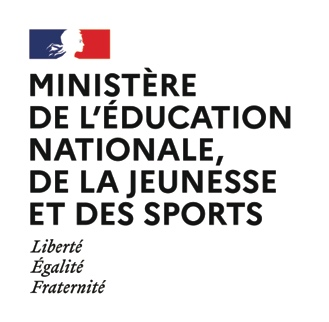 MINISTÈRE
DE L'ÉDUCATION
NATIONALE,
DE LA JEUNESSE
ET DES SPORTS
Liberté
Égalité
Fraternité